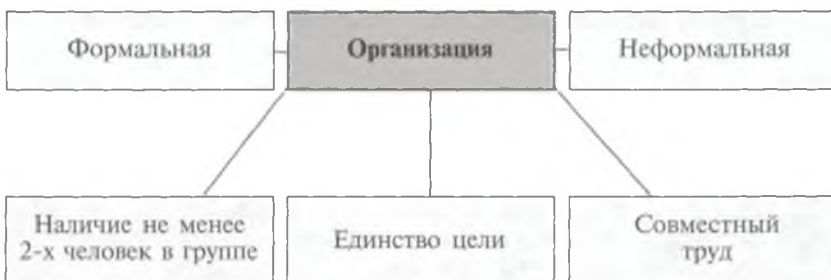 Формальная
Организация
Неформальная
Наличие не менее
2-х человек в группе
Единство цели
Совместный
труд